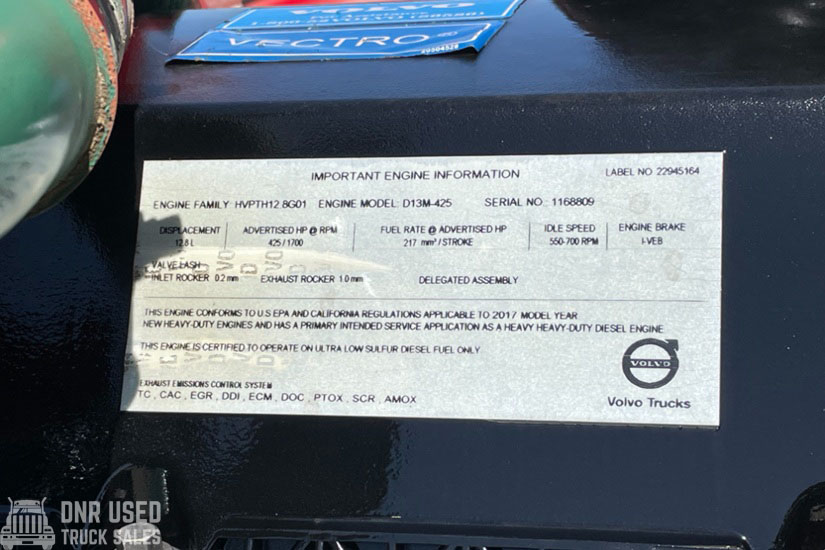 VOLVO
VECTRO
IMPORTANT ENGINE INFORMATION
LABEL NO 22945164
ENGINE FAMILY: HVPTH12.8G01 ENGINE MODEL: D13M-425 SERIAL NO.: 1168809
DISPLACEMENT ADVERTISED HP @ RPM FUEL RATE @ ADVERTISED HP IDLE SPEED ENGINE BRAKE
12.8L 425/1700 217 mm³/STROKE 550-700 RPM I-VEB
VALVE LASH
INLET ROCKER 0.2 mm EXHAUST ROCKER 1.0 mm DELEGATED ASSEMBLY
THIS ENGINE CONFORMS TO U.S EPA AND CALIFORNIA REGULATIONS APPLICABLE TO 2017 MODEL YEAR
NEW HEAVY-DUTY ENGINES AND HAS A PRIMARY INTENDED SERVICE APPLICATION AS A HEAVY HEAVY-DUTY DIESEL ENGINE
THIS ENGINE IS CERTIFIED TO OPERATE ON ULTRA LOW SULFUR DIESEL FUEL ONLY
EXHAUST EMISSIONS CONTROL SYSTEM
TC , CAC , EGR , DDI , ECM , DOC , PTOX , SCR , AMOX
VOLVO
Volvo Trucks
DNR USED
TRUCK SALES